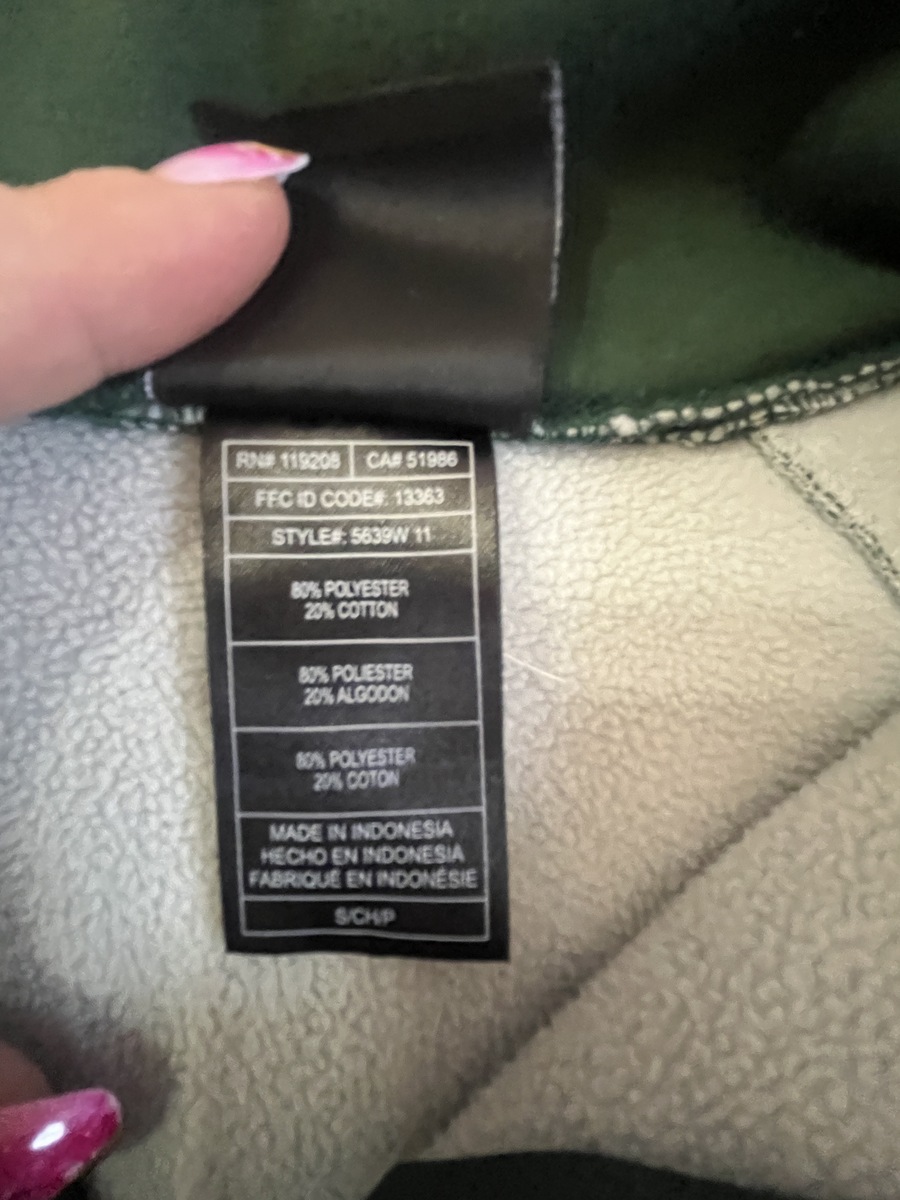 RN# 119208 CA# 51986
FFC ID CODE#: 13363
STYLE#: 5639W 11
80% POLYESTER
20% COTTON
80% POLIESTER
20% ALGODON
80% POLYESTER
20% COTON
MADE IN INDONESIA
HECHO EN INDONESIA
FABRIQUÉ EN INDONÉSIE
S/CH/P